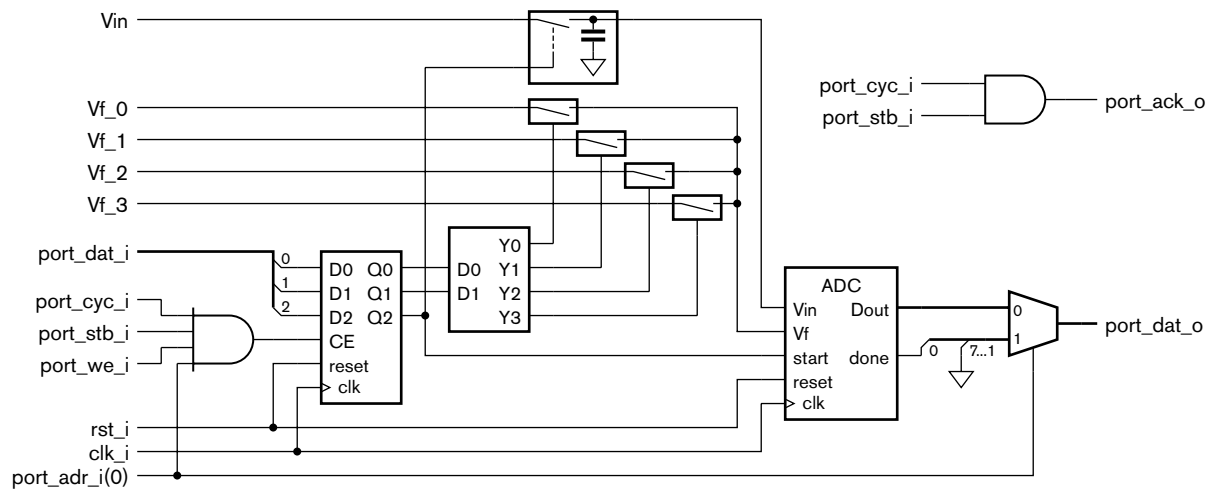 Vin
port_cyc_i
port_stb_i
port_ack_o
Vf_0
Vf_1
Vf_2
Vf_3
port_dat_i
port_cyc_i
port_stb_i
port_we_i
0
1
2
D0 Q0
D1 Q1
D2 Q2
CE
reset
clk
Y0
D0 Y1
D1 Y2
Y3
ADC
Vin Dout
Vf
start done
reset
clk
0
7...1
0
1
port_dat_o
rst_i
clk_i
port_adr_i(0)